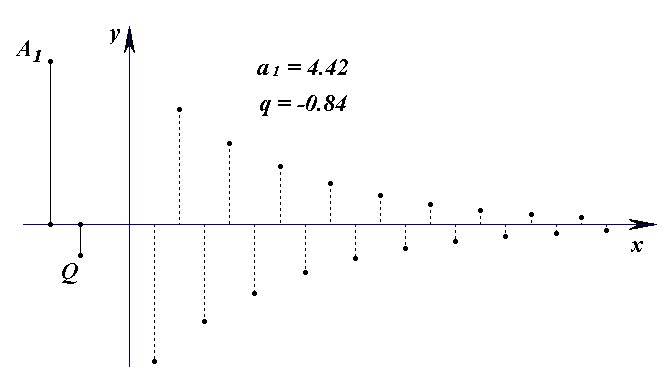 y
A1
a1 = 4.42
q = -0.84
x
Q